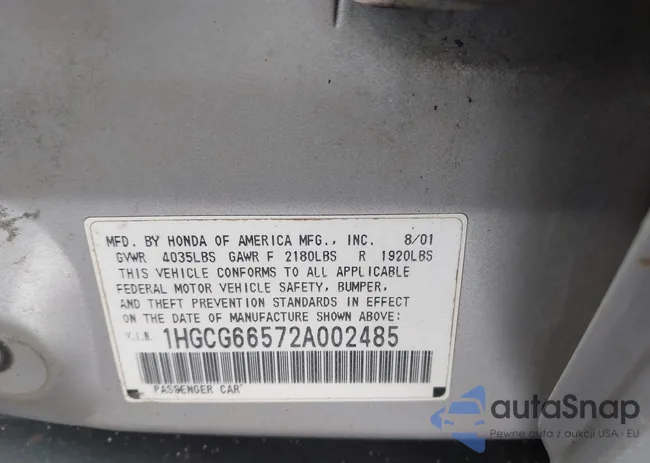 MFD. BY HONDA OF AMERICA MFG., INC. 8/01
GVWR 4035LBS GAWR F 2180LBS R 1920LBS
THIS VEHICLE CONFORMS TO ALL APPLICABLE
FEDERAL MOTOR VEHICLE SAFETY, BUMPER,
AND THEFT PREVENTION STANDARDS IN EFFECT
ON THE DATE OF MANUFACTURE SHOWN ABOVE:
V.I.N. 1HGCG66572A002485
PASSENGER CAR
autaSnap
Pewne auta z aukcji USA i EU